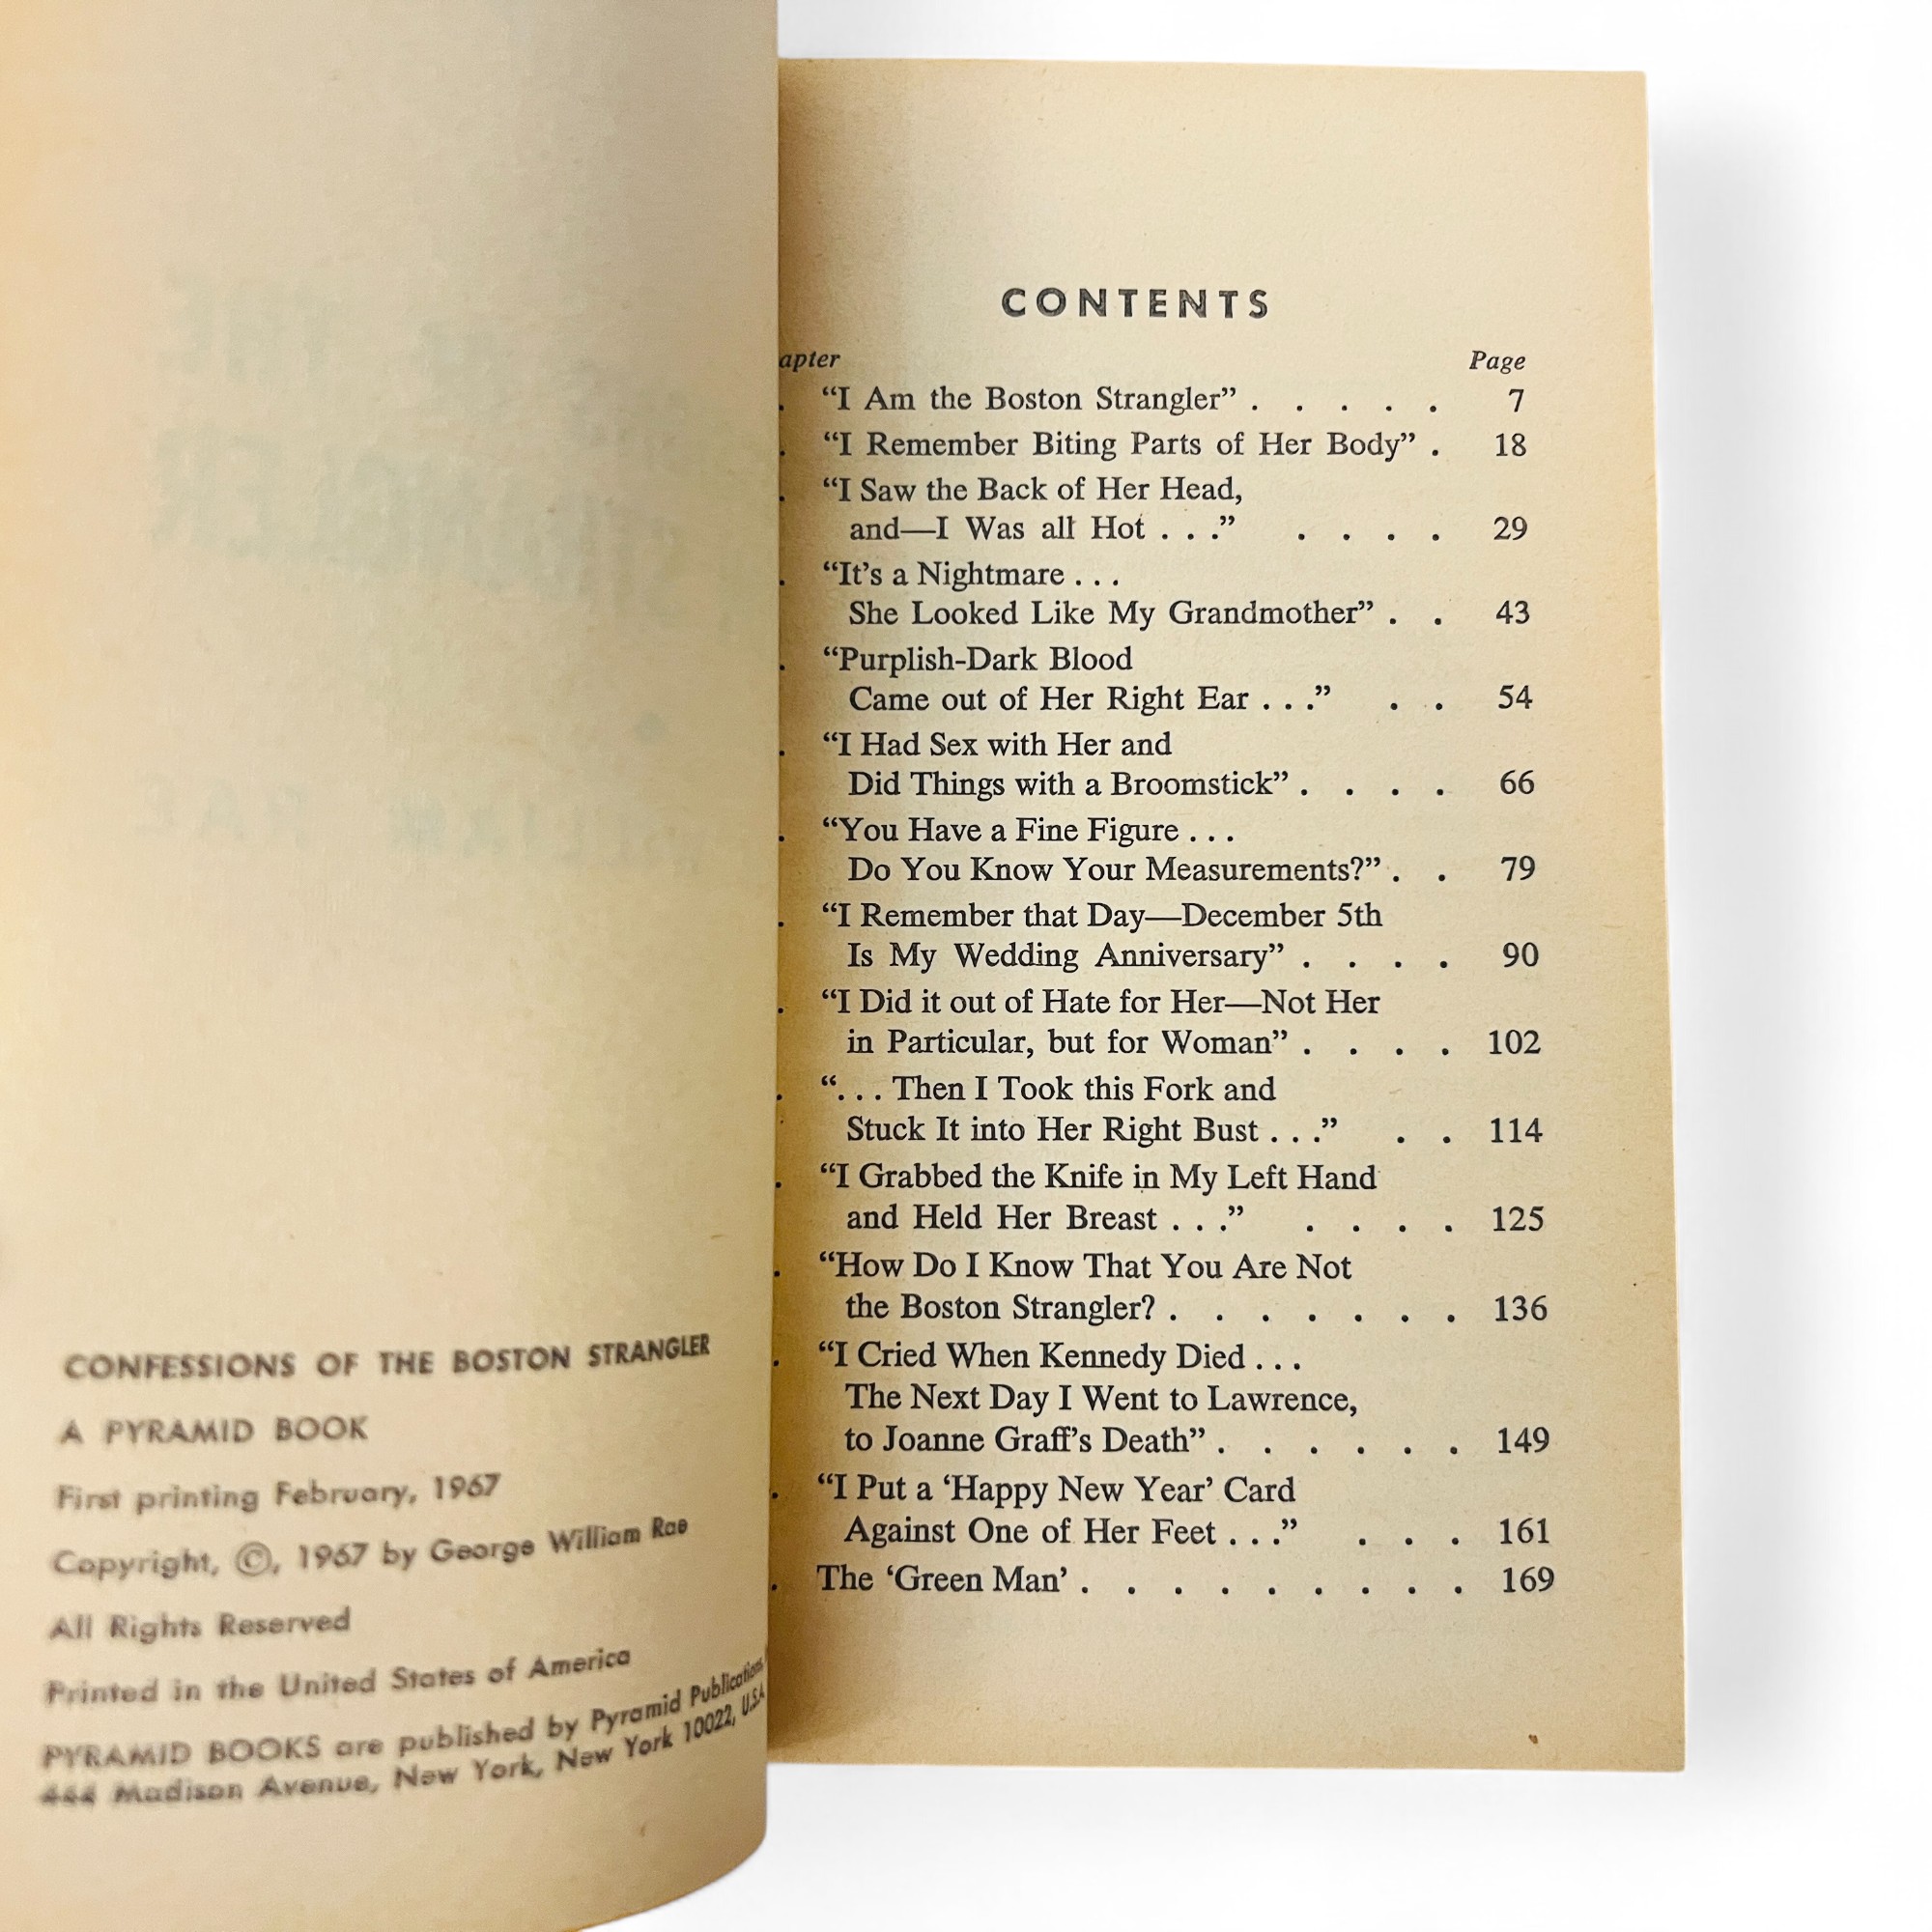 CONFESSIONS OF THE BOSTON STRANGLER
A PYRAMID BOOK
First printing February, 1967
Copyright, ©, 1967 by George William Rae
All Rights Reserved
Printed in the United States of America
PYRAMID BOOKS are published by Pyramid Publications,
444 Madison Avenue, New York, New York 10022, U.S.A.
CONTENTS
apter Page
. “I Am the Boston Strangler” . . . . . 7
. “I Remember Biting Parts of Her Body” . 18
. “I Saw the Back of Her Head,
and—I Was all Hot . . .” . . . . 29
. “It’s a Nightmare . . .
She Looked Like My Grandmother” . . 43
. “Purplish-Dark Blood
Came out of Her Right Ear . . .” . . 54
. “I Had Sex with Her and
Did Things with a Broomstick” . . . . 66
. “You Have a Fine Figure . . .
Do You Know Your Measurements?” . . 79
. “I Remember that Day—December 5th
Is My Wedding Anniversary” . . . . 90
. “I Did it out of Hate for Her—Not Her
in Particular, but for Woman” . . . . 102
. “. . . Then I Took this Fork and
Stuck It into Her Right Bust . . .” . . 114
. “I Grabbed the Knife in My Left Hand
and Held Her Breast . . .” . . . . 125
. “How Do I Know That You Are Not
the Boston Strangler? . . . . . . . 136
. “I Cried When Kennedy Died . . .
The Next Day I Went to Lawrence,
to Joanne Graff’s Death” . . . . . . 149
. “I Put a ‘Happy New Year’ Card
Against One of Her Feet . . .” . . . 161
. The ‘Green Man’ . . . . . . . . . 169